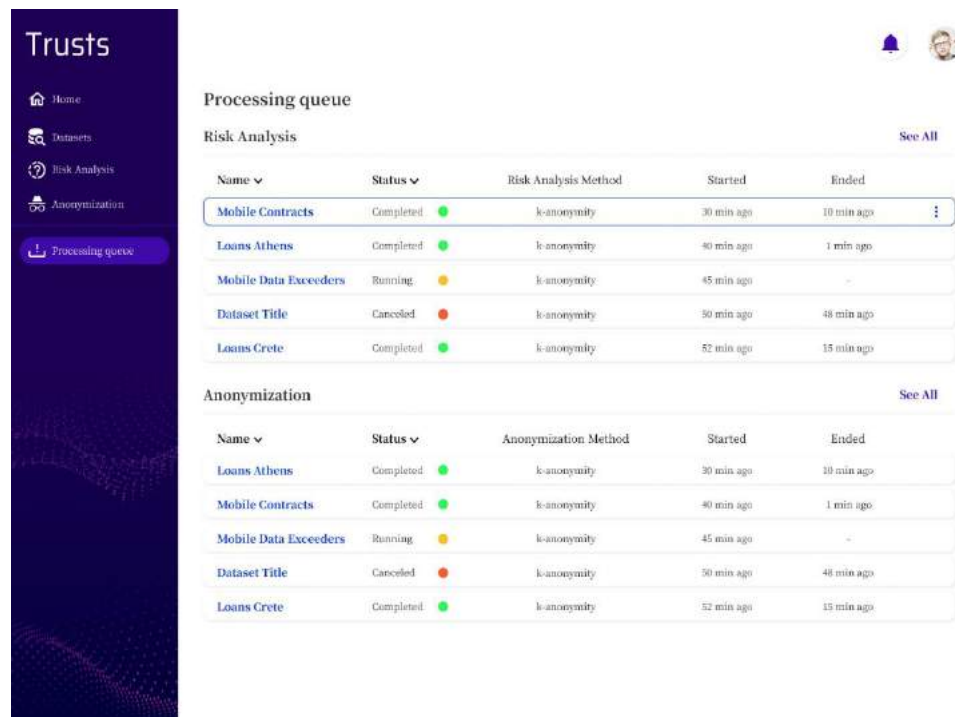 Trusts
Home
Datasets
Risk Analysis
Anonymization
Processing queue
Processing queue
Risk Analysis See All
Name Status Risk Analysis Method Started Ended
Mobile Contracts Completed k-anonymity 30 min ago 10 min ago
Loans Athens Completed k-anonymity 40 min ago 1 min ago
Mobile Data Exceeders Running k-anonymity 45 min ago -
Dataset Title Canceled k-anonymity 50 min ago 48 min ago
Loans Crete Completed k-anonymity 52 min ago 15 min ago
Anonymization See All
Name Status Anonymization Method Started Ended
Loans Athens Completed k-anonymity 30 min ago 10 min ago
Mobile Contracts Completed k-anonymity 40 min ago 1 min ago
Mobile Data Exceeders Running k-anonymity 45 min ago -
Dataset Title Canceled k-anonymity 50 min ago 48 min ago
Loans Crete Completed k-anonymity 52 min ago 15 min ago